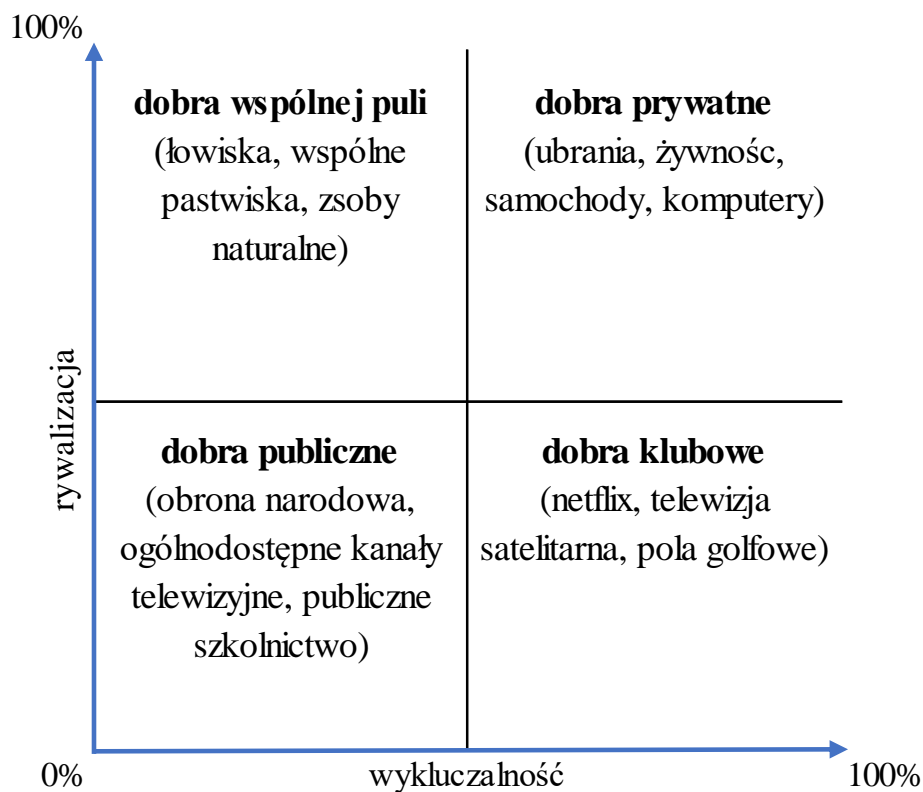 100%
dobra wspólnej puli
(łowiska, wspólne
pastwiska, zsoby
naturalne)
dobra prywatne
(ubrania, żywnośc,
samochody, komputery)
rywalizacja
dobra publiczne
(obrona narodowa,
ogólnodostępne kanały
telewizyjne, publiczne
szkolnictwo)
dobra klubowe
(netflix, telewizja
satelitarna, pola golfowe)
0%
wykluczalność
100%